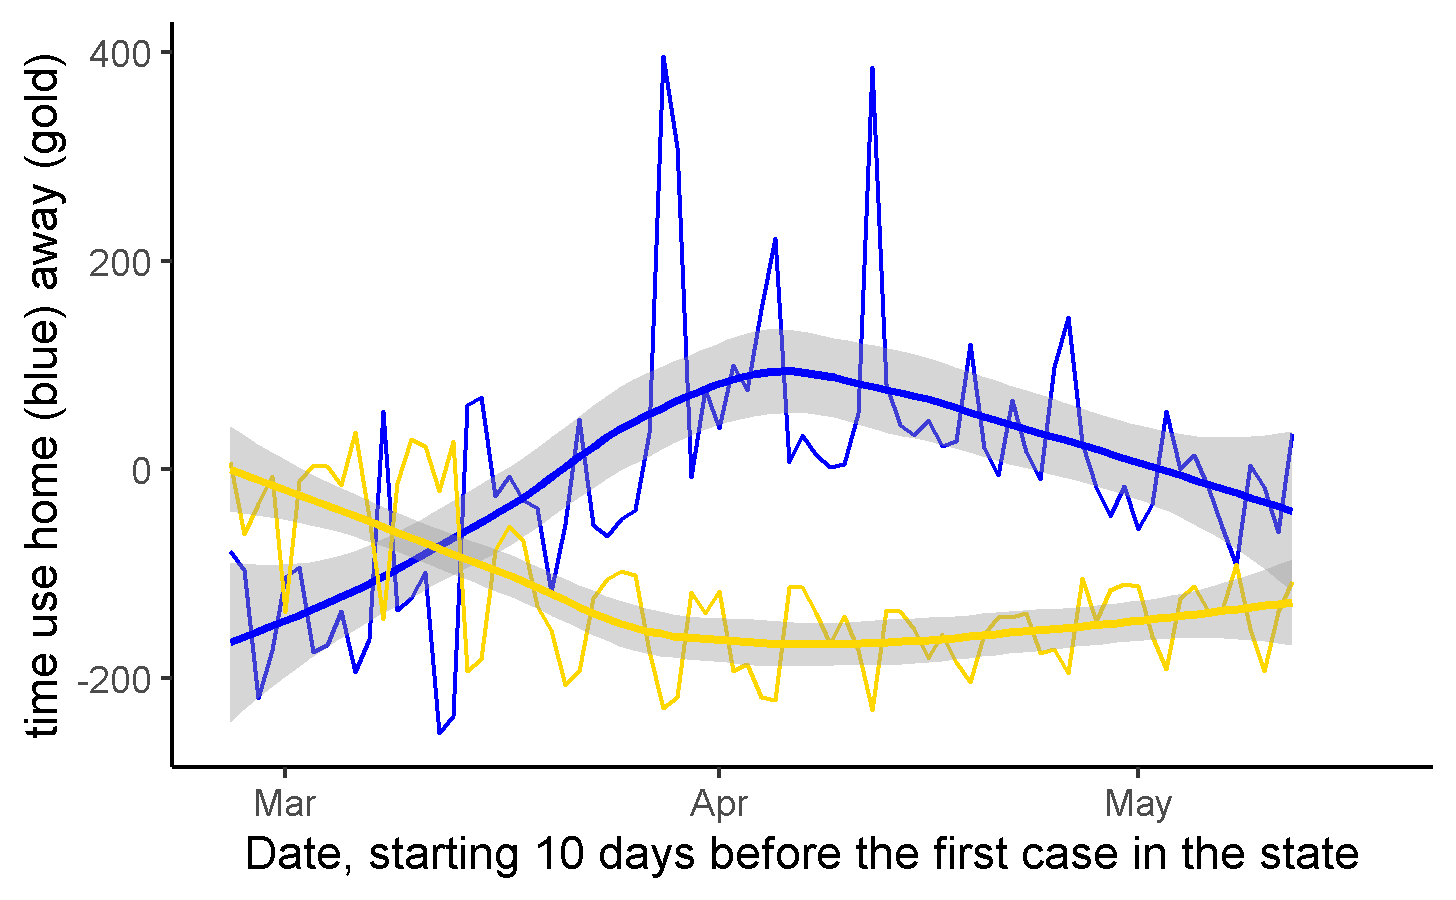 time use home (blue) away (gold)
400
200
0
-200
Mar Apr May
Date, starting 10 days before the first case in the state